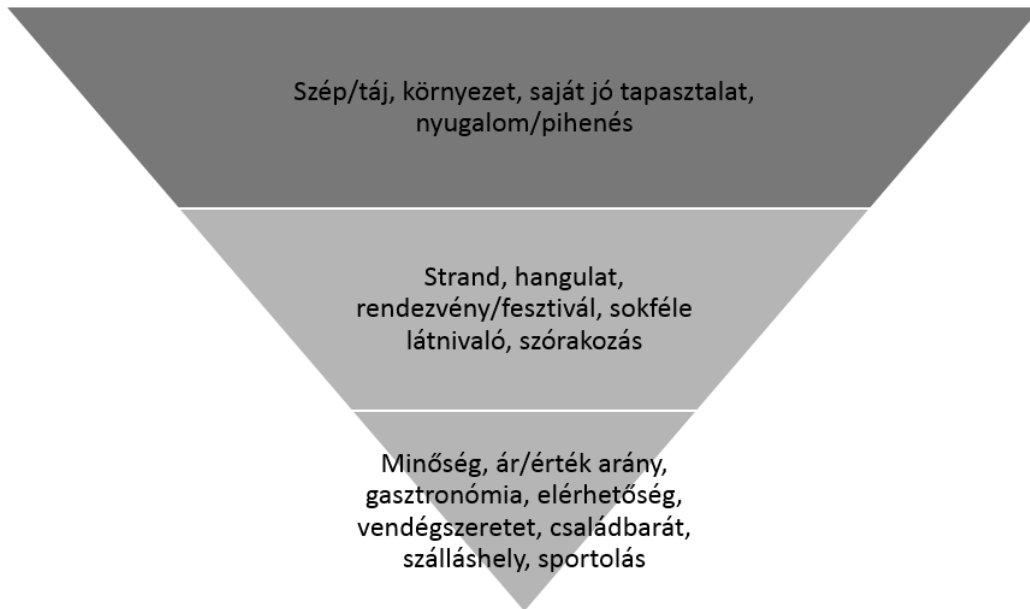 Szép/táj, környezet, saját jó tapasztalat,
nyugalom/pihenés
Strand, hangulat,
rendezvény/fesztivál, sokféle
látnivaló, szórakozás
Minőség, ár/érték arány,
gasztronómia, elérhetőség,
vendégszeretet, családbarát,
szálláshely, sportolás